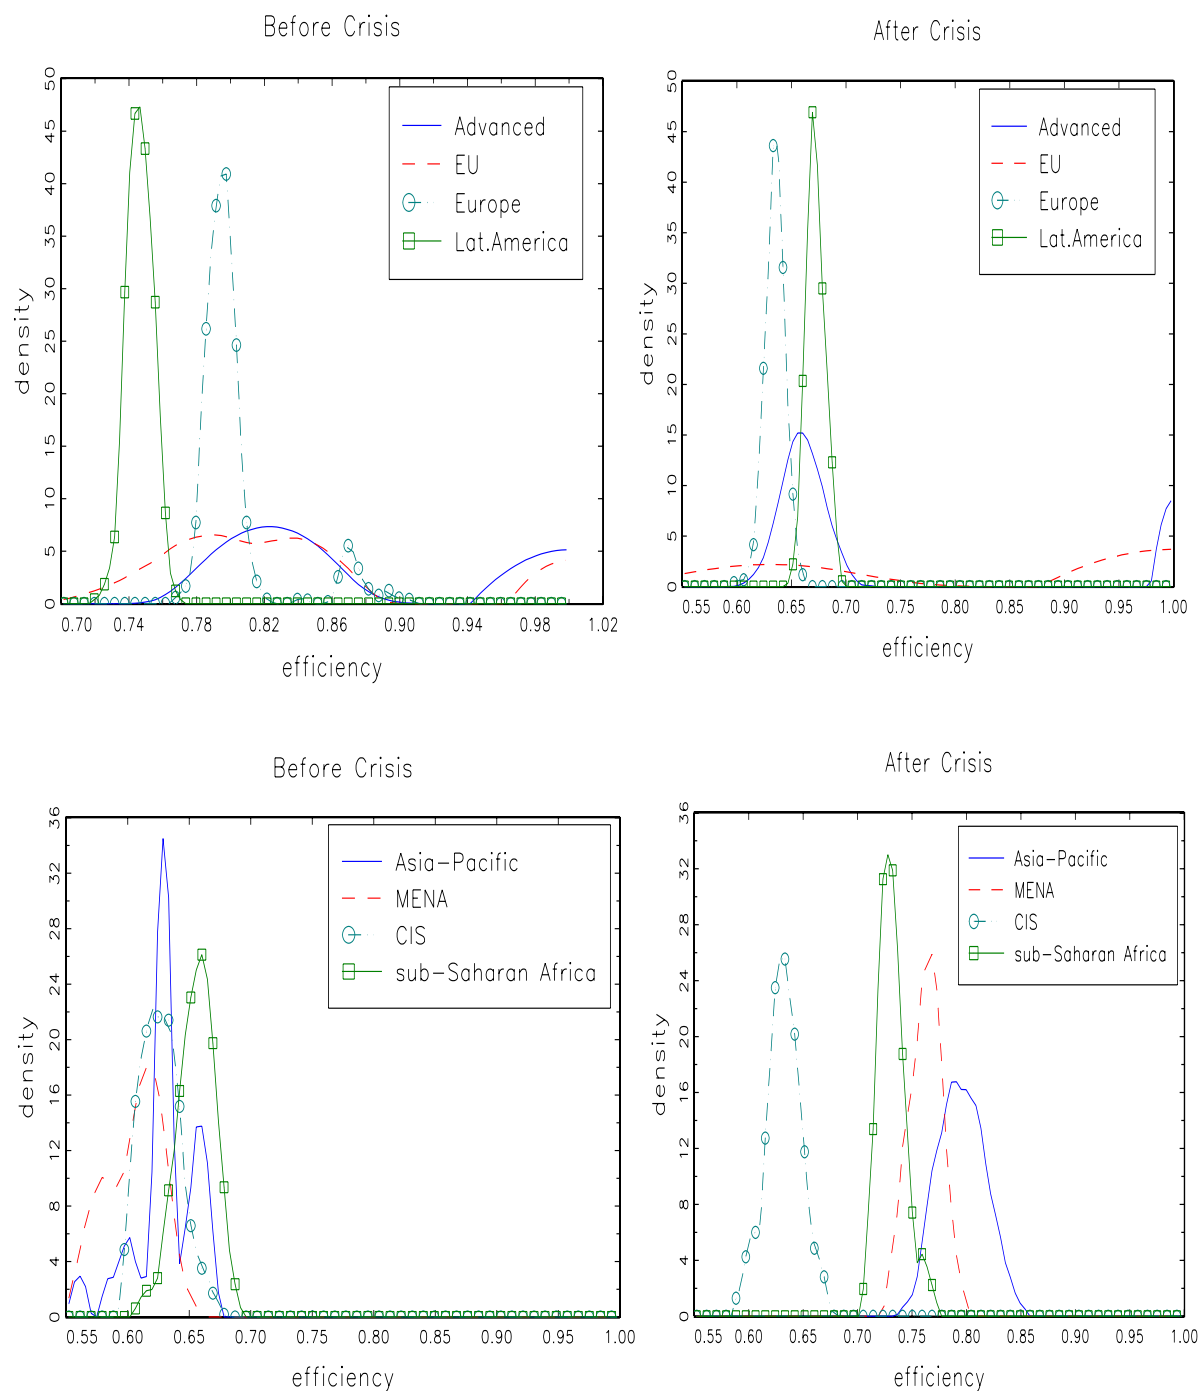 Before Crisis
50
45
40
35
30
25
20
15
10
5
0
density
Advanced
EU
Europe
Lat.America
0.70 0.74 0.78 0.82 0.86 0.90 0.94 0.98 1.02
efficiency
After Crisis
50
45
40
35
30
25
20
15
10
5
0
density
Advanced
EU
Europe
Lat.America
0.55 0.60 0.65 0.70 0.75 0.80 0.85 0.90 0.95 1.00
efficiency
Before Crisis
36
32
28
24
20
16
12
8
4
0
density
Asia-Pacific
MENA
CIS
sub-Saharan Africa
0.55 0.60 0.65 0.70 0.75 0.80 0.85 0.90 0.95 1.00
efficiency
After Crisis
36
32
28
24
20
16
12
8
4
0
density
Asia-Pacific
MENA
CIS
sub-Saharan Africa
0.55 0.60 0.65 0.70 0.75 0.80 0.85 0.90 0.95 1.00
efficiency